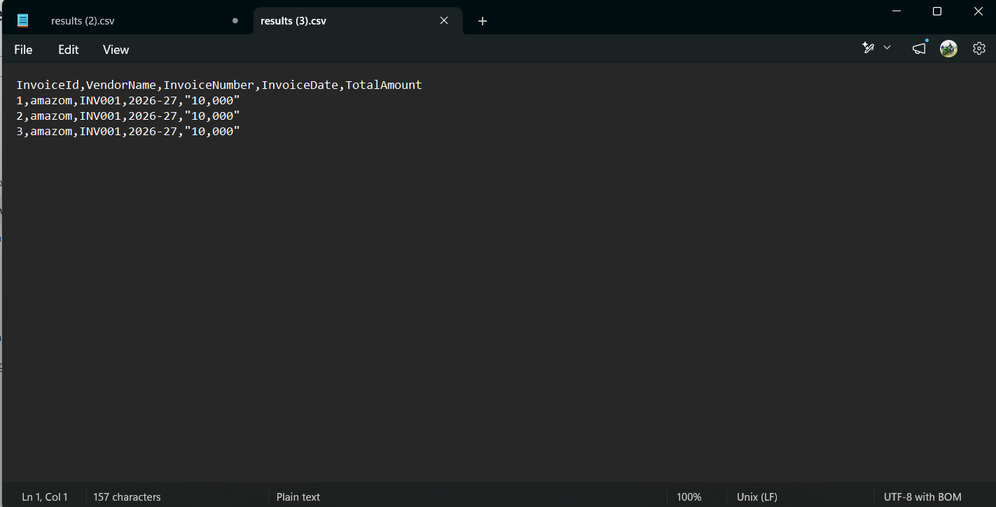 results (2).csv
results (3).csv
File Edit View
InvoiceId,VendorName,InvoiceNumber,InvoiceDate,TotalAmount
1,amazom,INV001,2026-27,"10,000"
2,amazom,INV001,2026-27,"10,000"
3,amazom,INV001,2026-27,"10,000"
Ln 1, Col 1 157 characters Plain text 100% Unix (LF) UTF-8 with BOM